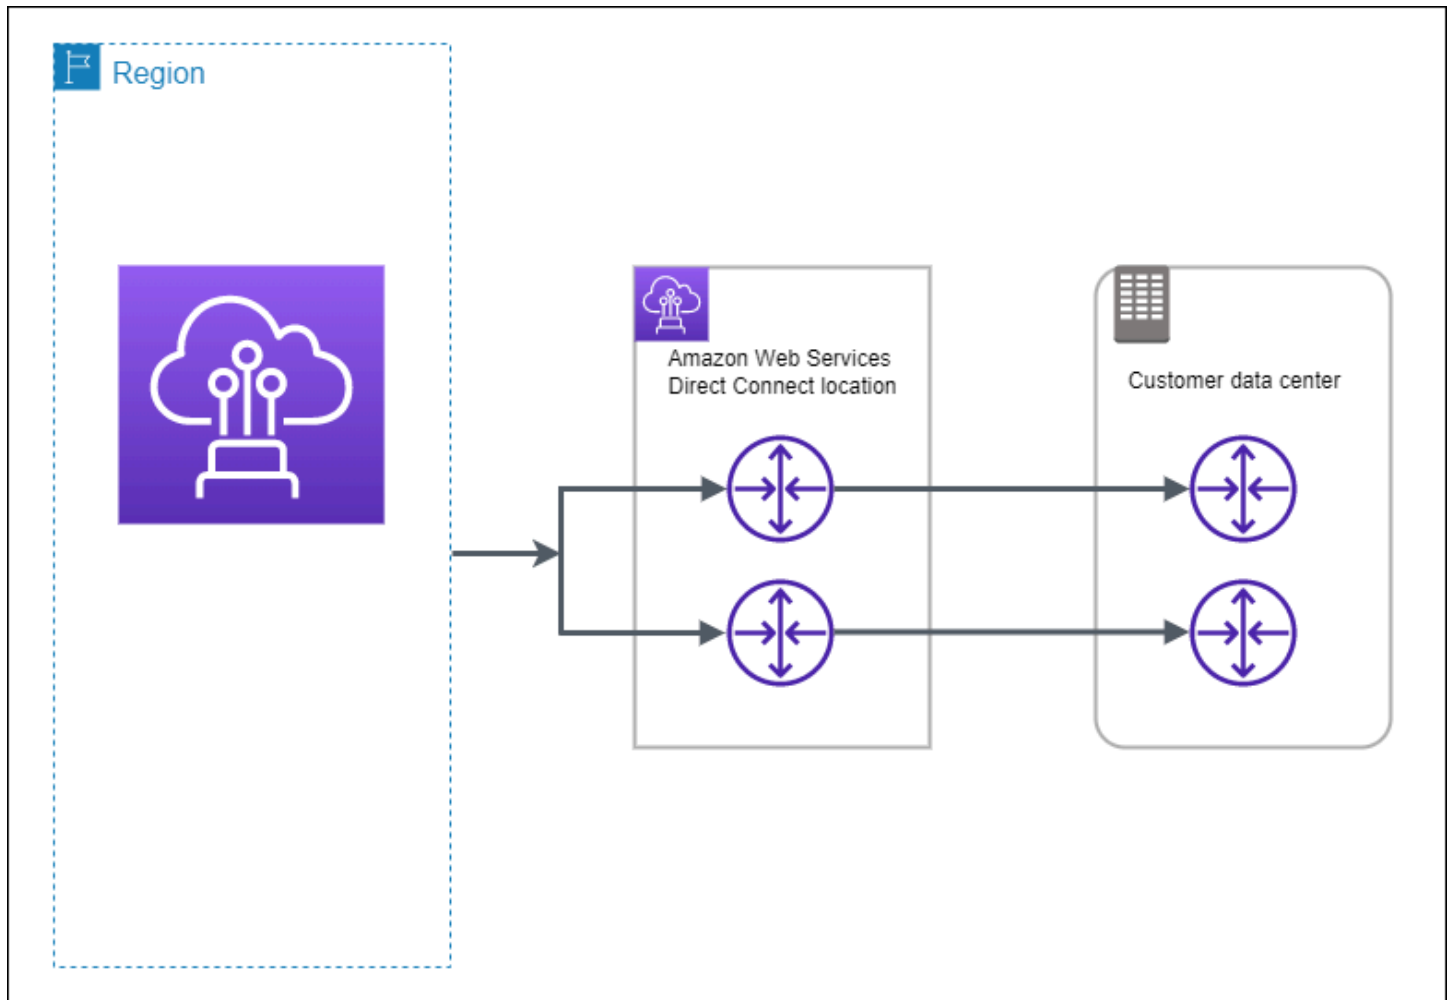 Region
Amazon Web Services
Direct Connect location
Customer data center